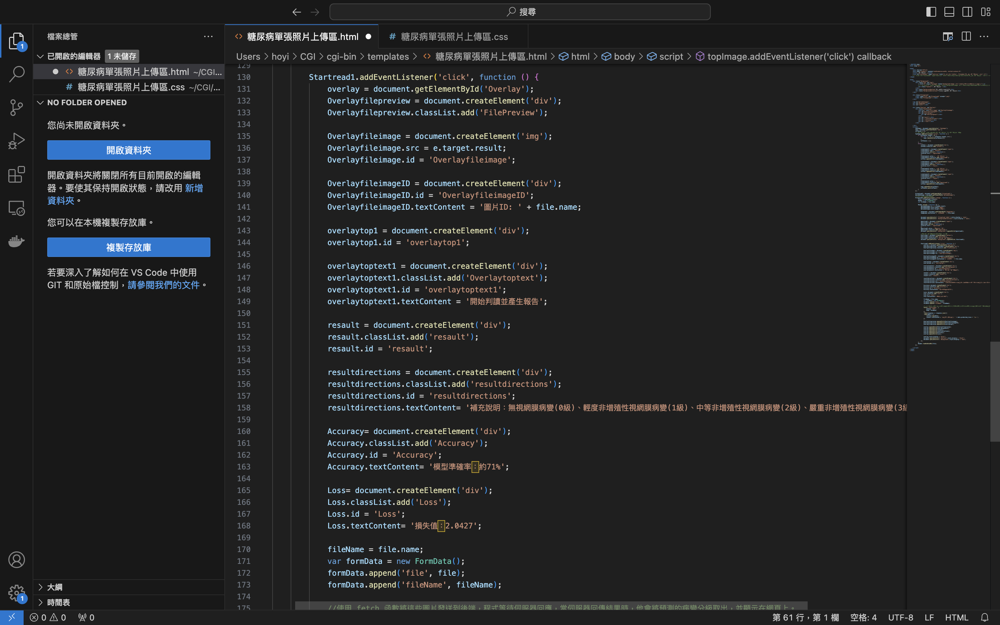 搜尋
檔案總管
糖尿病單張照片上傳區.html
糖尿病單張照片上傳區.css
已開啟的編輯器 1 未儲存
Users > hoyi > CGI > cgi-bin > templates > 糖尿病單張照片上傳區.html > html > body > script > topImage.addEventListener('click') callback
糖尿病單張照片上傳區.html ~/CGI...
糖尿病單張照片上傳區.css ~/CGI/...
NO FOLDER OPENED
您尚未開啟資料夾。
開啟資料夾
開啟資料夾將關閉所有目前開啟的編輯
器。要使其保持開啟狀態，請改用 新增
資料夾。
您可以在本機複製存放庫。
複製存放庫
若要深入了解如何在 VS Code 中使用
GIT 和原始檔控制，請參閱我們的文件。
大綱
時間表
129
130 Startread1.addEventListener('click', function () {
131 overlay = document.getElementById('Overlay');
132 Overlayfilepreview = document.createElement('div');
133 Overlayfilepreview.classList.add('FilePreview');
134
135 Overlayfileimage = document.createElement('img');
136 Overlayfileimage.src = e.target.result;
137 Overlayfileimage.id = 'Overlayfileimage';
138
139 OverlayfileimageID = document.createElement('div');
140 OverlayfileimageID.id = 'OverlayfileimageID';
141 OverlayfileimageID.textContent = '圖片ID: ' + file.name;
142
143 overlaytop1 = document.createElement('div');
144 overlaytop1.id = 'overlaytop1';
145
146 overlaytoptext1 = document.createElement('div');
147 overlaytoptext1.classList.add('Overlaytoptext');
148 overlaytoptext1.id = 'overlaytoptext1';
149 overlaytoptext1.textContent = '開始判讀並產生報告';
150
151 resault = document.createElement('div');
152 resault.classList.add('resault');
153 resault.id = 'resault';
154
155 resultdirections = document.createElement('div');
156 resultdirections.classList.add('resultdirections');
157 resultdirections.id = 'resultdirections';
158 resultdirections.textContent= '補充說明：無視網膜病變(0級)、輕度非增殖性視網膜病變(1級)、中等非增殖性視網膜病變(2級)、嚴重非增殖性視網膜病變(3級
159
160 Accuracy= document.createElement('div');
161 Accuracy.classList.add('Accuracy');
162 Accuracy.id = 'Accuracy';
163 Accuracy.textContent= '模型準確率：約71%';
164
165 Loss= document.createElement('div');
166 Loss.classList.add('Loss');
167 Loss.id = 'Loss';
168 Loss.textContent= '損失值：2.0427';
169
170 fileName = file.name;
171 var formData = new FormData();
172 formData.append('file', file);
173 formData.append('fileName', fileName);
174
175 //使用 fetch 函數將這些圖片發送到後端，程式等待伺服器回應，當伺服器回傳結果時，他會將預測的病變分級取出，並顯示在網頁上。
0 0 0
第 61 行，第 1 欄 空格: 4 UTF-8 LF HTML